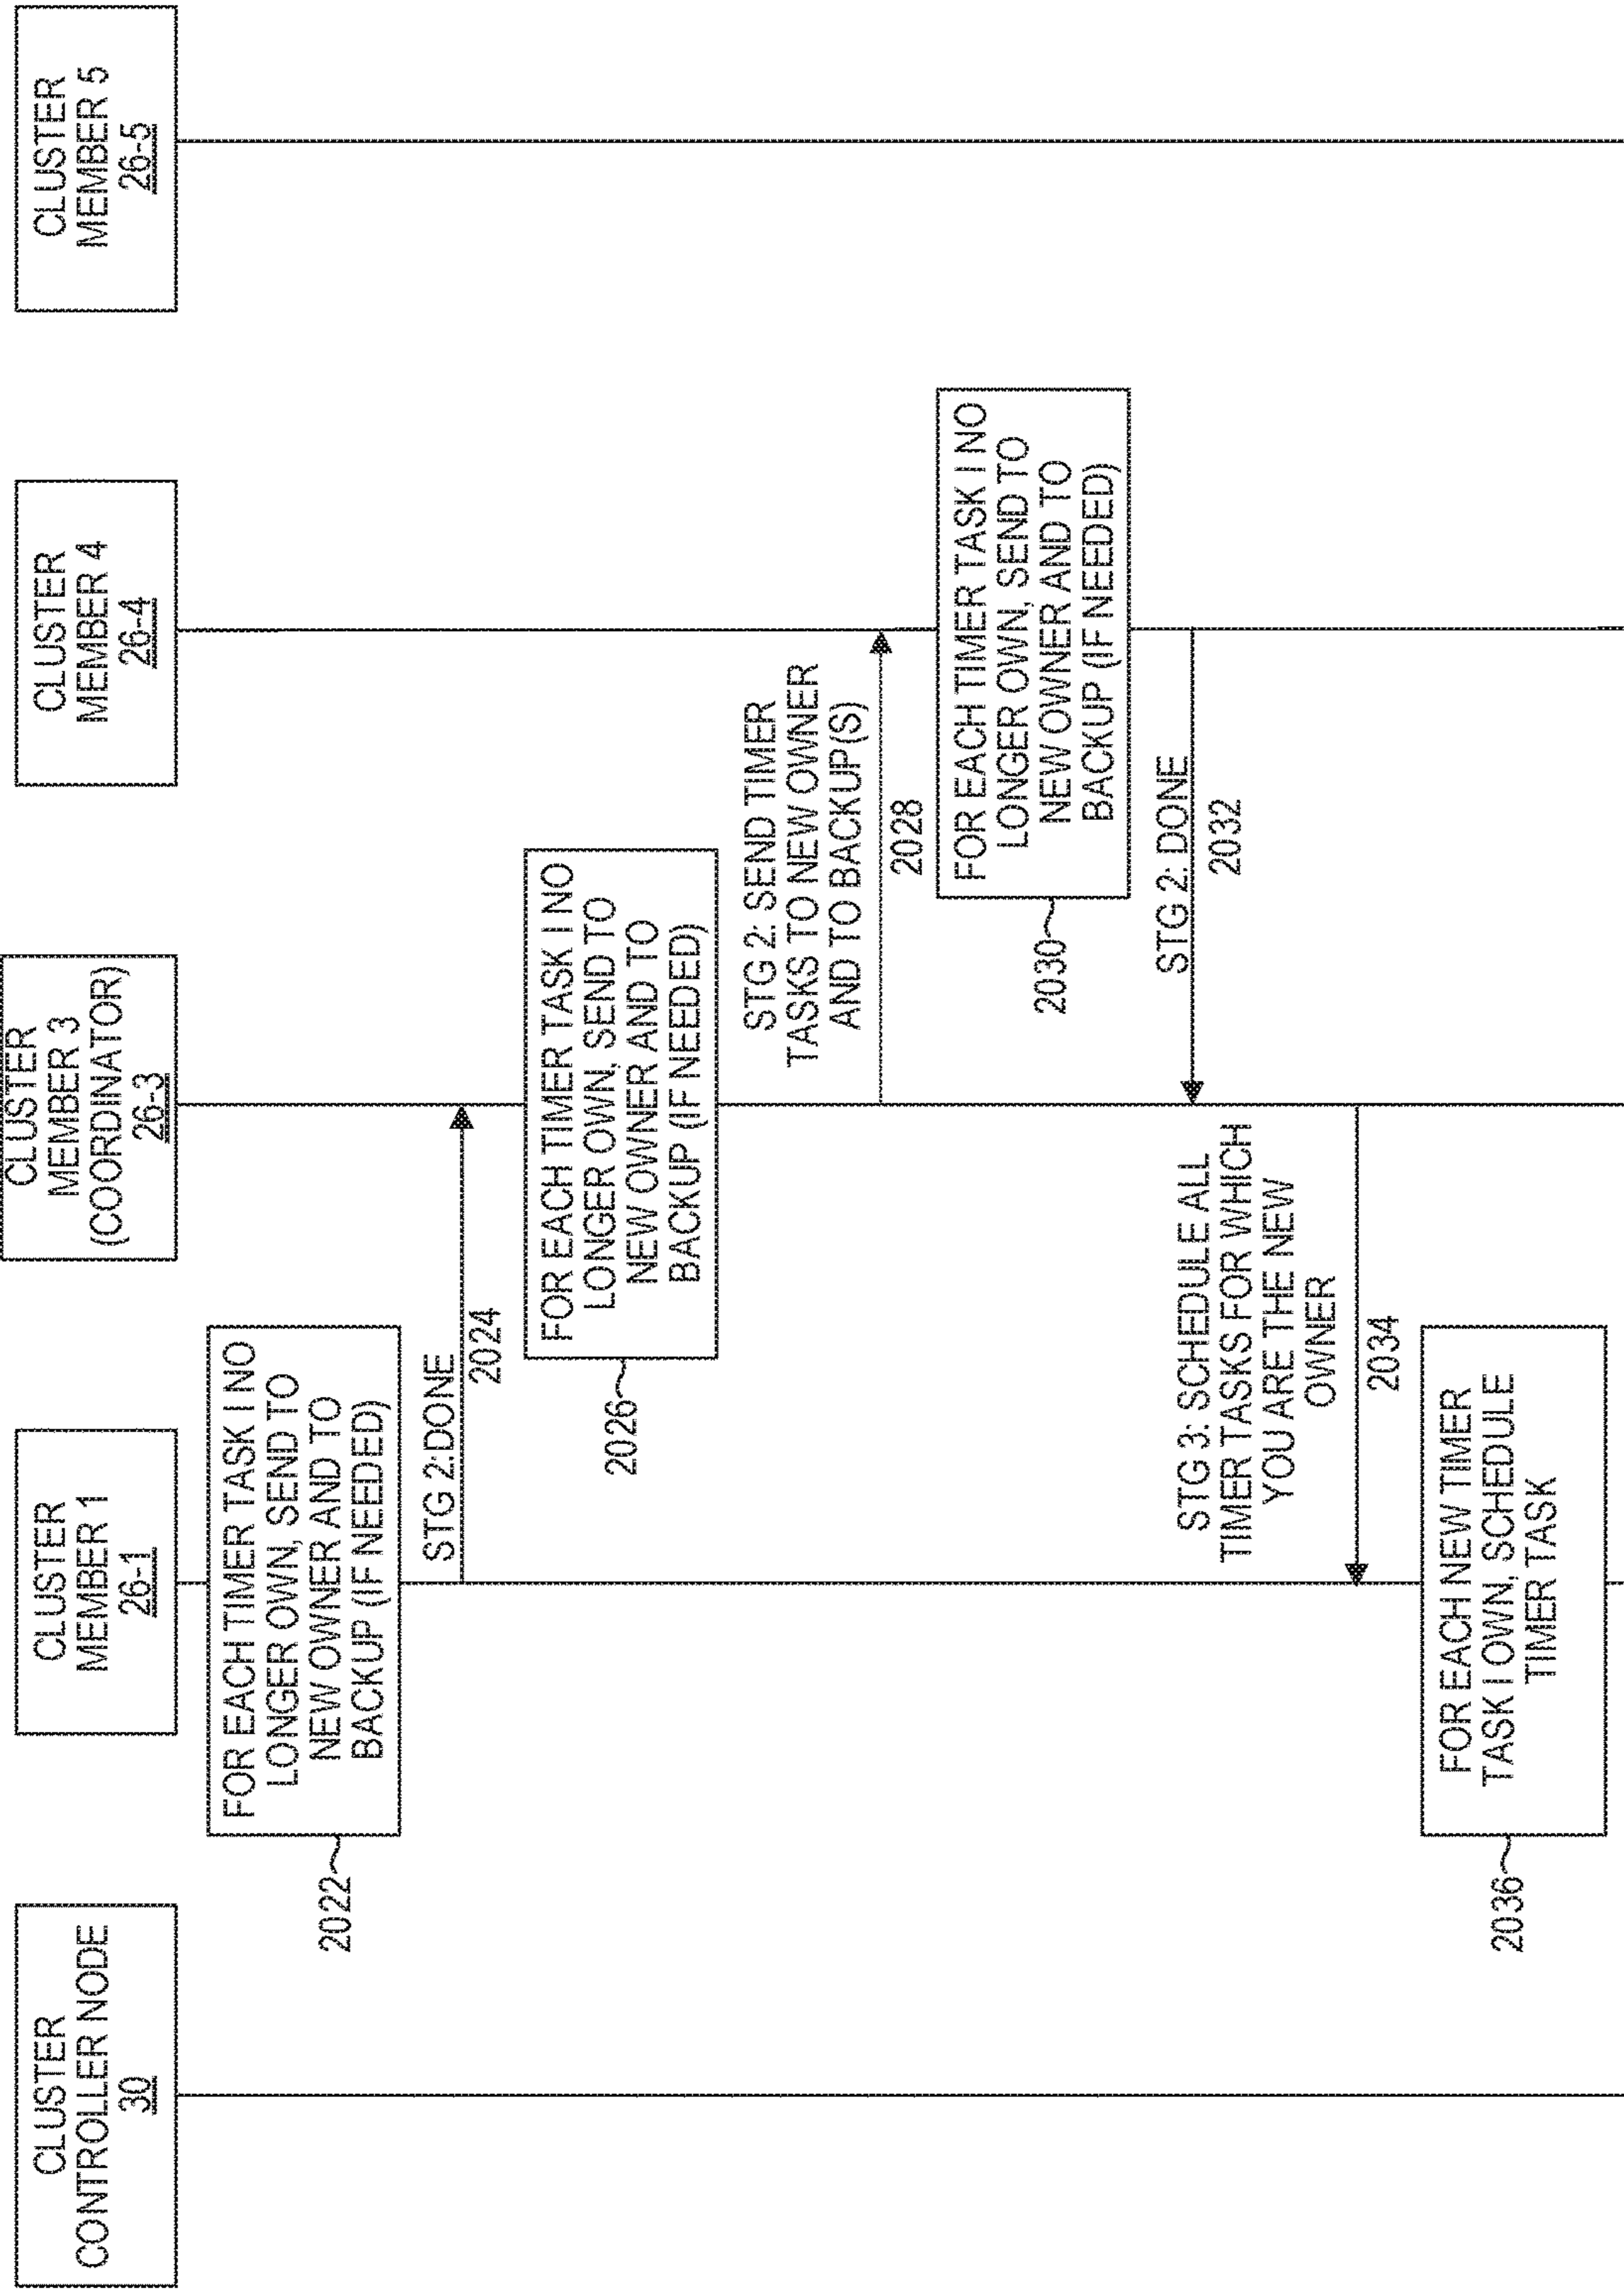 CLUSTER
CONTROLLER NODE
30
CLUSTER
MEMBER 1
26-1
CLUSTER
MEMBER 3
(COORDINATOR)
26-3
CLUSTER
MEMBER 4
26-4
CLUSTER
MEMBER 5
26-5
2022
FOR EACH TIMER TASK I NO
LONGER OWN, SEND TO
NEW OWNER AND TO
BACKUP (IF NEEDED)
STG 2:DONE
2024
2026
FOR EACH TIMER TASK I NO
LONGER OWN, SEND TO
NEW OWNER AND TO
BACKUP (IF NEEDED)
STG 2: SEND TIMER
TASKS TO NEW OWNER
AND TO BACKUP(S)
2028
2030
FOR EACH TIMER TASK I NO
LONGER OWN, SEND TO
NEW OWNER AND TO
BACKUP (IF NEEDED)
STG 2: DONE
2032
STG 3: SCHEDULE ALL
TIMER TASKS FOR WHICH
YOU ARE THE NEW
OWNER
2034
2036
FOR EACH NEW TIMER
TASK I OWN, SCHEDULE
TIMER TASK